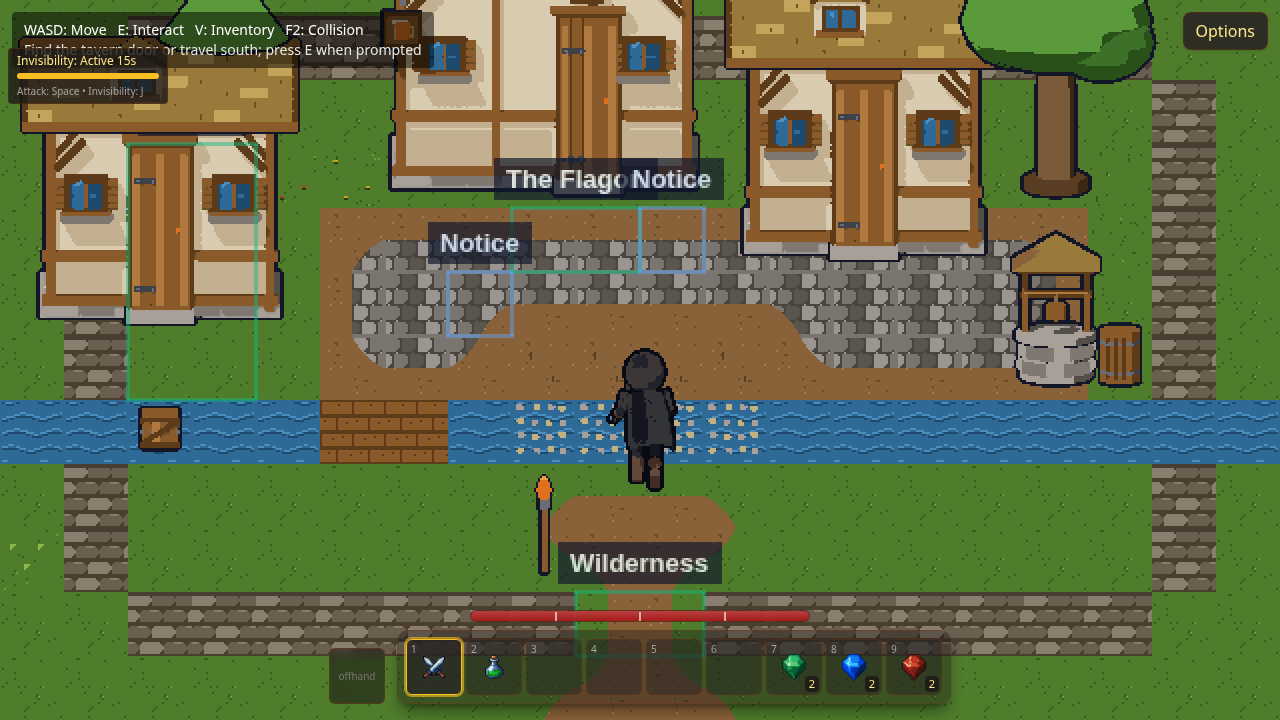 WASD: Move   E: Interact   V: Inventory   F2: Collision
Find the tavern door or travel south; press E when prompted
Options
Invisibility: Active 15s
Attack: Space • Invisibility: J
The Flago
Notice
Notice
Wilderness
offhand
1 2 3 4 5 6 7 8 9
2 2 2